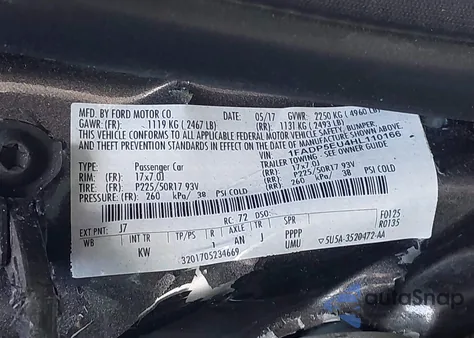 MFD. BY FORD MOTOR CO. DATE: 05/17 GVWR: 2250 KG ( 4960 LB)
GAWR: (FR): 1119 KG ( 2467 LB) (RR): 1131 KG ( 2493 LB)
THIS VEHICLE CONFORMS TO ALL APPLICABLE FEDERAL MOTOR VEHICLE SAFETY, BUMPER,
AND THEFT PREVENTION STANDARDS IN EFFECT ON THE DATE OF MANUFACTURE SHOWN ABOVE.
VIN: 1FADP5EU4HL110166
TYPE: Passenger Car TRAILER TOWING - SEE OWNER GUIDE
RIM: (FR): 17x7.0J (RR): 17x7.0J
TIRE: (FR): P225/50R17 93V (RR): P225/50R17 93V
PRESSURE: (FR): 260 kPa/ 38 PSI COLD (RR): 260 kPa/ 38 PSI COLD
EXT PNT: J7 RC: 72 DSO: F0125
WB INT TR TP/PS R AXLE TR SPR R0135
KW 1 AN J PPPP
3201705234669 UMU 5U5A-3520472-AA
autoSnap